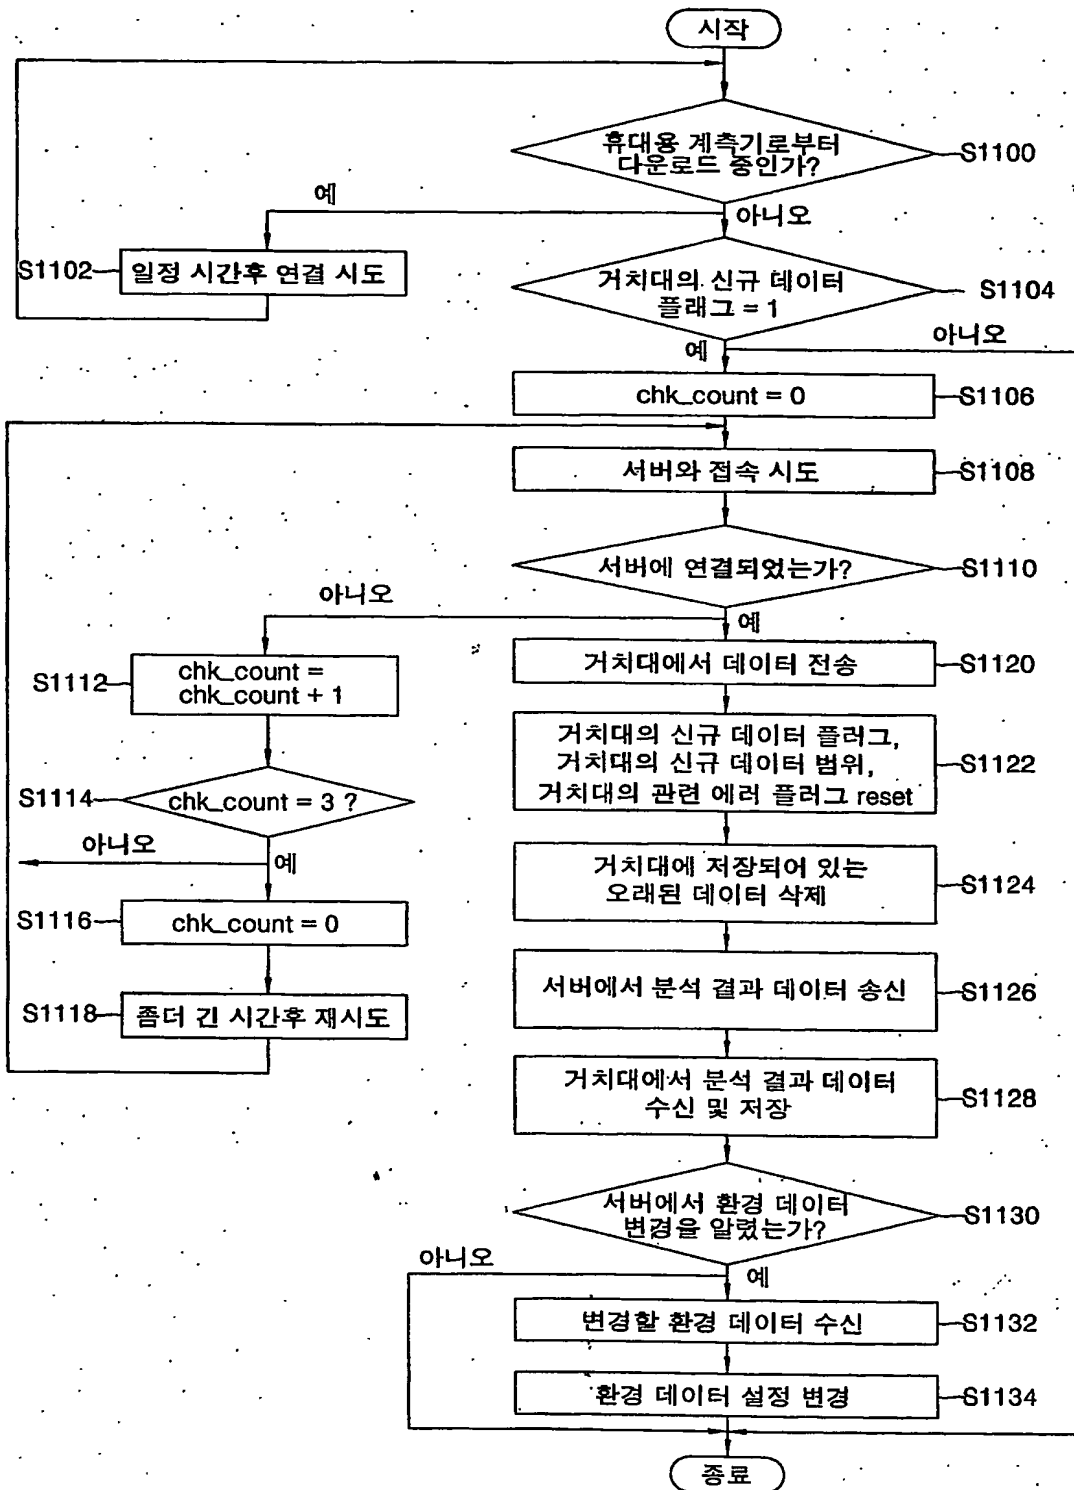 시작
휴대용 계측기로부터
다운로드 중인가?
S1100
예
아니오
S1102
일정 시간후 연결 시도
거치대의 신규 데이터
플래그 = 1
S1104
아니오
예
chk_count = 0
S1106
서버와 접속 시도
S1108
서버에 연결되었는가?
S1110
아니오
예
S1112
chk_count =
chk_count + 1
거치대에서 데이터 전송
S1120
거치대의 신규 데이터 플러그,
거치대의 신규 데이터 범위,
거치대의 관련 에러 플러그 reset
S1122
S1114
chk_count = 3 ?
아니오
예
거치대에 저장되어 있는
오래된 데이터 삭제
S1124
S1116
chk_count = 0
서버에서 분석 결과 데이터 송신
S1126
S1118
좀더 긴 시간후 재시도
거치대에서 분석 결과 데이터
수신 및 저장
S1128
서버에서 환경 데이터
변경을 알렸는가?
S1130
아니오
예
변경할 환경 데이터 수신
S1132
환경 데이터 설정 변경
S1134
종료